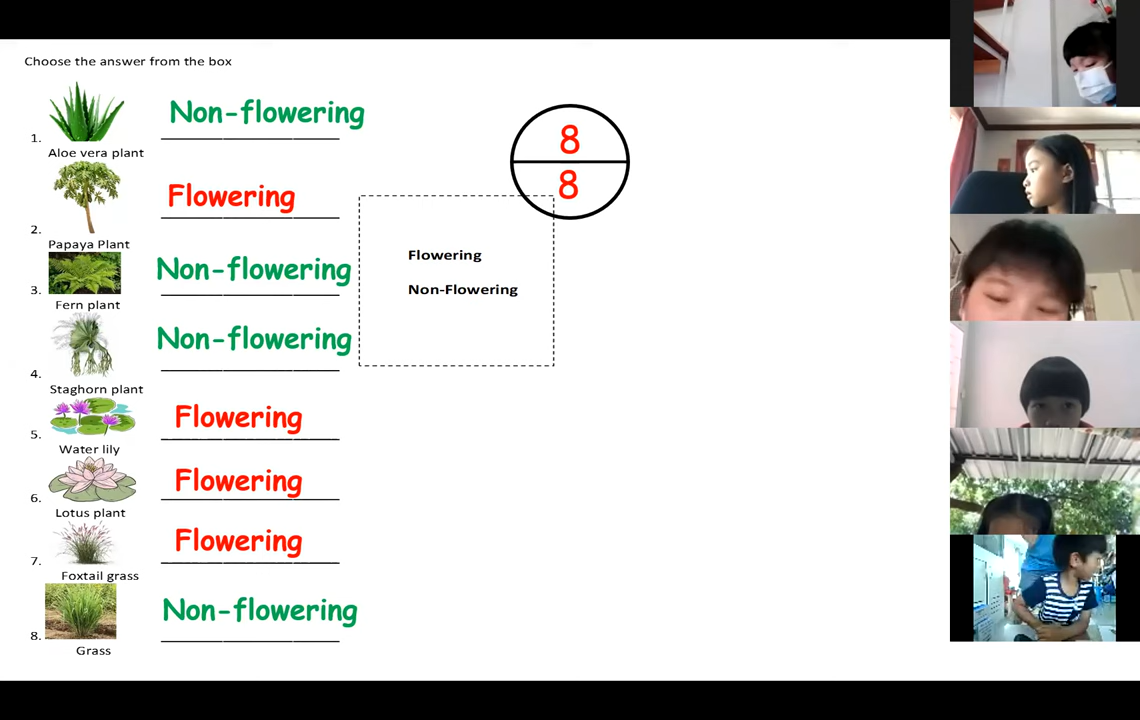 Choose the answer from the box
1. Non-flowering
Aloe vera plant
2. Flowering
Papaya Plant
3. Non-flowering
Fern plant
4. Non-flowering
Staghorn plant
5. Flowering
Water lily
6. Flowering
Lotus plant
7. Flowering
Foxtail grass
8. Non-flowering
Grass
8
8
Flowering
Non-Flowering